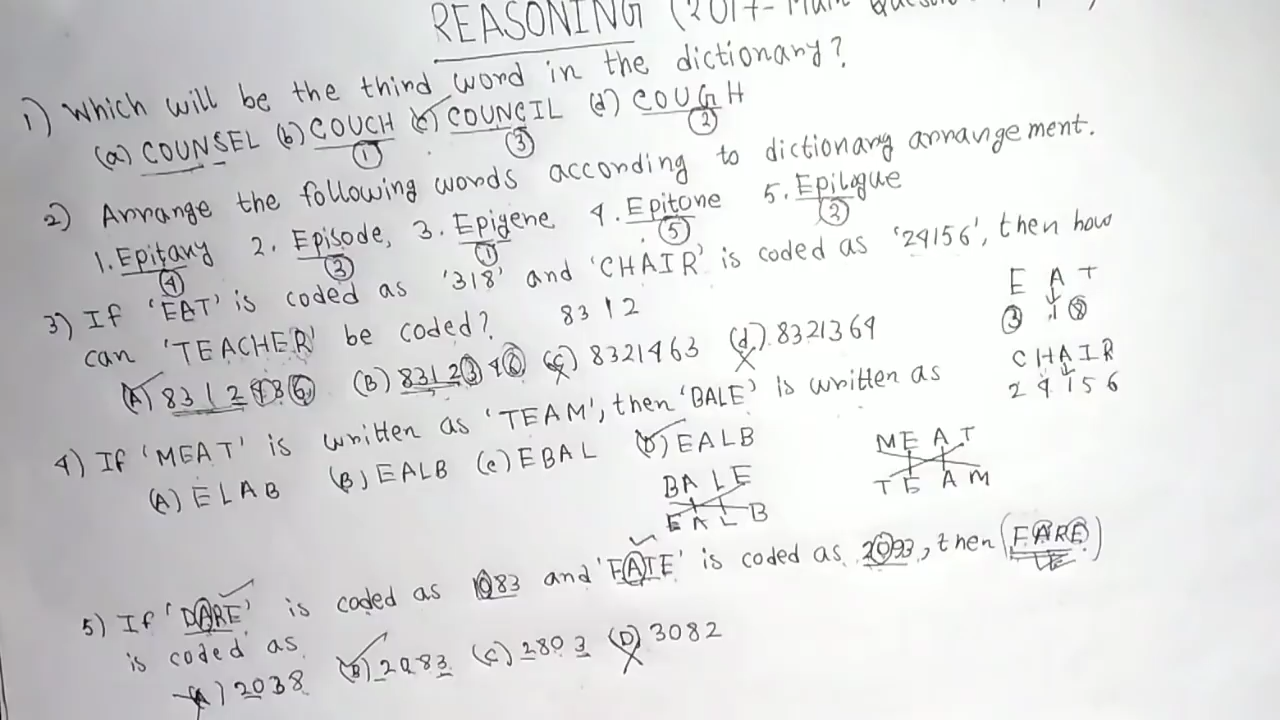 REASONING (2017-
1) Which will be the third word in the dictionary?
(a) COUNSEL (b) COUCH (c) COUNCIL (d) COUGH
1 3 2
2) Arrange the following words according to dictionary arrangement.
1. Epitany 2. Episode, 3. Epigene 4. Epitone 5. Epilogue
4 3 1 5 2
3) If 'EAT' is coded as '318' and 'CHAIR' is coded as '24156', then how
can 'TEACHER' be coded? 8312
(A) 8312436 (B) 8312346 (C) 8321463 (d) 8321364
E A T
3 1 8
C H A I R
2 4 1 5 6
4) If 'MEAT' is written as 'TEAM', then 'BALE' is written as
(A) ELAB (B) EALB (c) EBAL (D) EALB
BALE
EALB
MEAT
TEAM
5) If 'DARE' is coded as 1083 and 'FATE' is coded as 2093, then (FARE)
is coded as
(A) 2038 (B) 2083 (C) 2803 (D) 3082